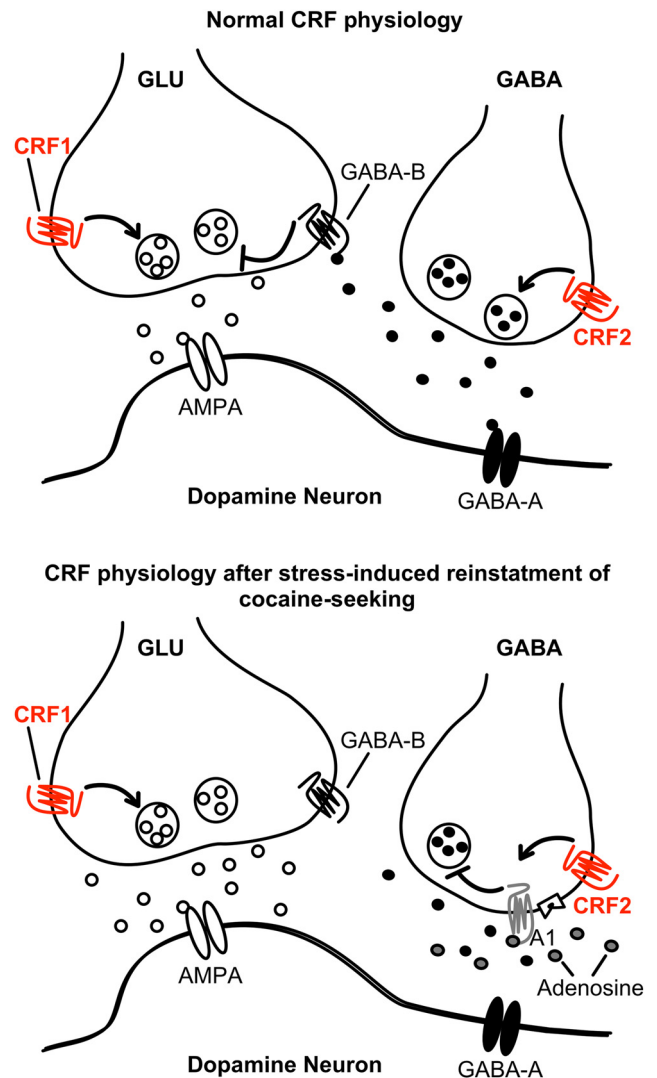 Normal CRF physiology
GLU
GABA
CRF1
GABA-B
CRF2
AMPA
Dopamine Neuron
GABA-A
CRF physiology after stress-induced reinstatment of
cocaine-seeking
GLU
GABA
CRF1
GABA-B
CRF2
A1
AMPA
Adenosine
Dopamine Neuron
GABA-A